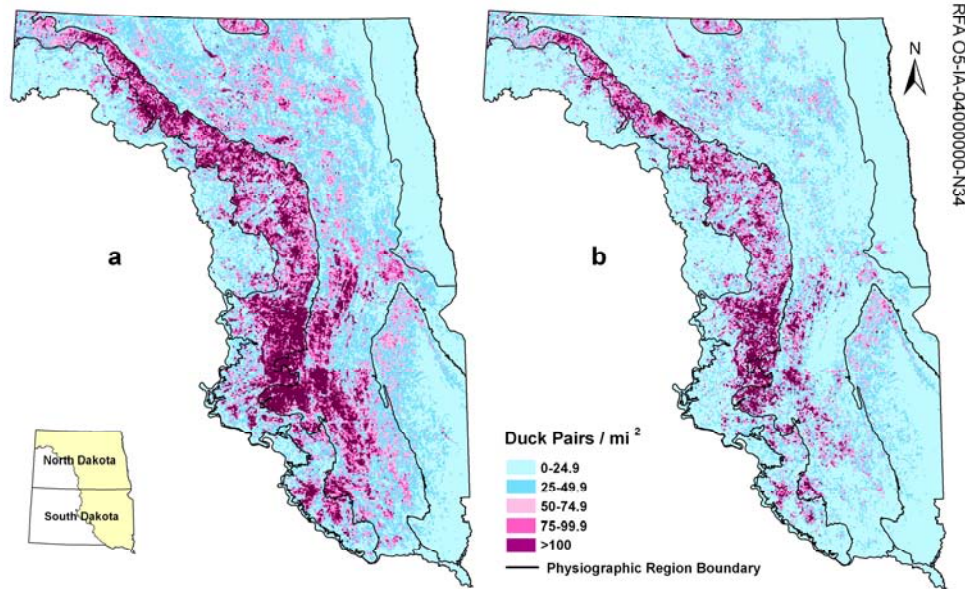 RFA O5-IA-04000000-N34
N
a
b
North Dakota
South Dakota
Duck Pairs / mi ²
0-24.9
25-49.9
50-74.9
75-99.9
>100
Physiographic Region Boundary